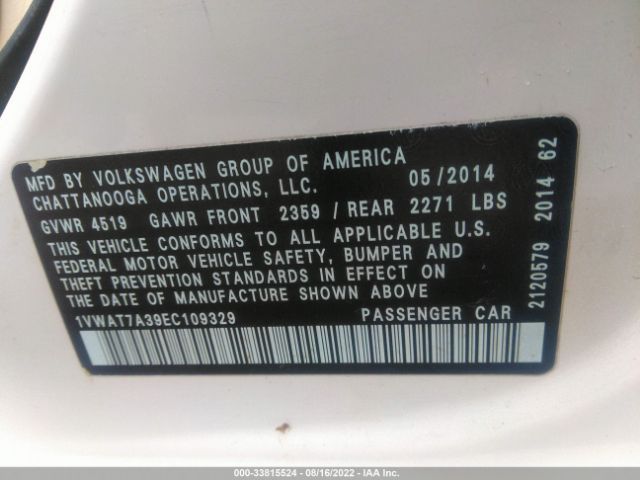 MFD BY VOLKSWAGEN GROUP OF AMERICA
CHATTANOOGA OPERATIONS, LLC. 05/2014
GVWR 4519 GAWR FRONT 2359 / REAR 2271 LBS
THIS VEHICLE CONFORMS TO ALL APPLICABLE U.S.
FEDERAL MOTOR VEHICLE SAFETY, BUMPER AND
THEFT PREVENTION STANDARDS IN EFFECT ON
THE DATE OF MANUFACTURE SHOWN ABOVE
1VWAT7A39EC109329 PASSENGER CAR
2120579 2014 62
000-33815524 - 08/16/2022 - IAA Inc.